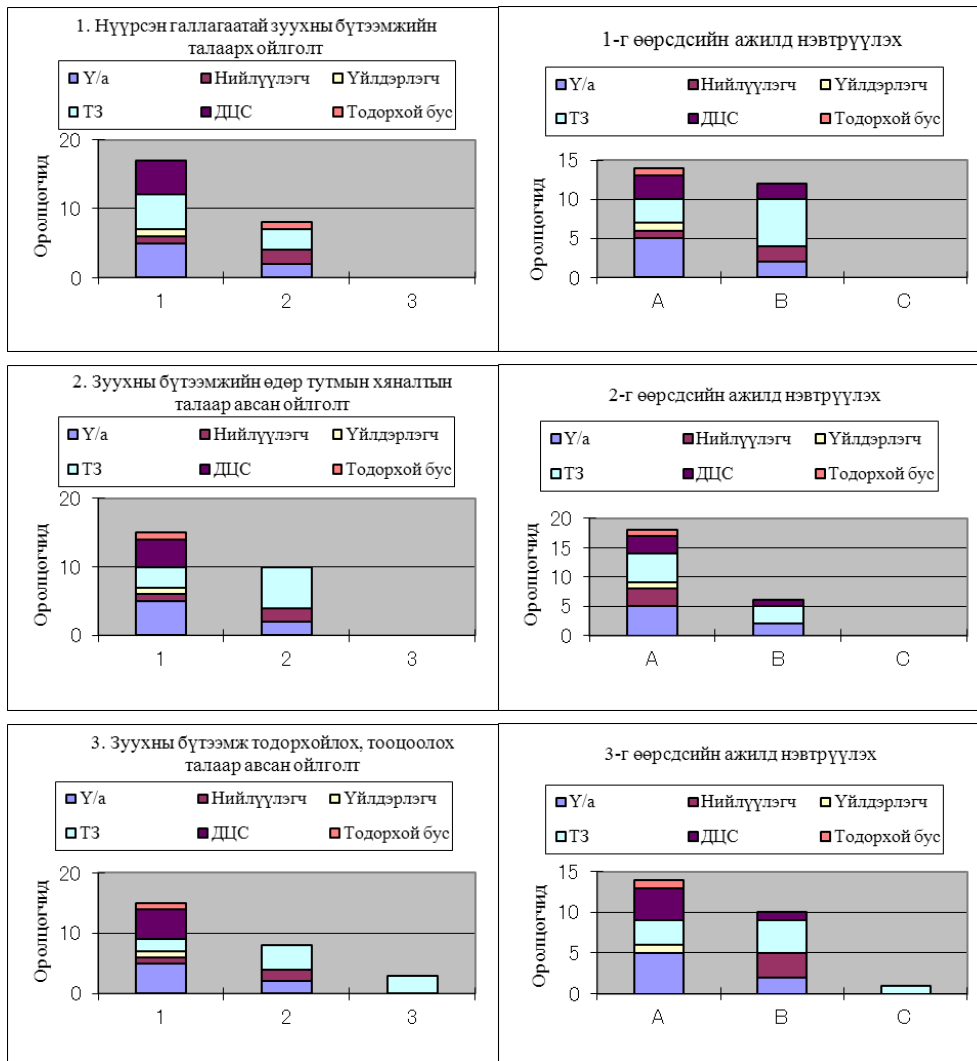 1. Нүүрсэн галлагаатай зуухны бүтээмжийн
талаарх ойлголт
Ү/а Нийлүүлэгч Үйлдэрлэгч
ТЗ ДЦС Тодорхой бус
Оролцогчид
20
10
0
1 2 3
1-г өөрсдсийн ажилд нэвтрүүлэх
Ү/а Нийлүүлэгч Үйлдэрлэгч
ТЗ ДЦС Тодорхой бус
Оролцогчид
15
10
5
0
A B C
2. Зуухны бүтээмжийн өдөр тутмын хяналтын
талаар авсан ойлголт
Ү/а Нийлүүлэгч Үйлдэрлэгч
ТЗ ДЦС Тодорхой бус
Оролцогчид
20
10
0
1 2 3
2-г өөрсдсийн ажилд нэвтрүүлэх
Ү/а Нийлүүлэгч Үйлдэрлэгч
ТЗ ДЦС Тодорхой бус
Оролцогчид
20
15
10
5
0
A B C
3. Зуухны бүтээмж тодорхойлох, тооцоолох
талаар авсан ойлголт
Ү/а Нийлүүлэгч Үйлдэрлэгч
ТЗ ДЦС Тодорхой бус
Оролцогчид
20
10
0
1 2 3
3-г өөрсдсийн ажилд нэвтрүүлэх
Ү/а Нийлүүлэгч Үйлдэрлэгч
ТЗ ДЦС Тодорхой бус
Оролцогчид
15
10
5
0
A B C